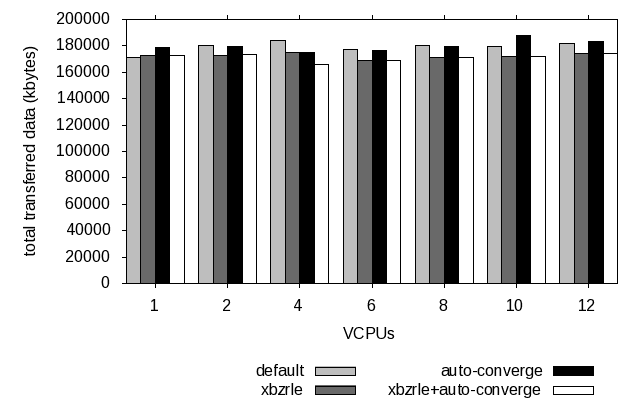 total transferred data (kbytes)
200000
180000
160000
140000
120000
100000
80000
60000
40000
20000
0
1 2 4 6 8 10 12
VCPUs
default auto-converge
xbzrle xbzrle+auto-converge